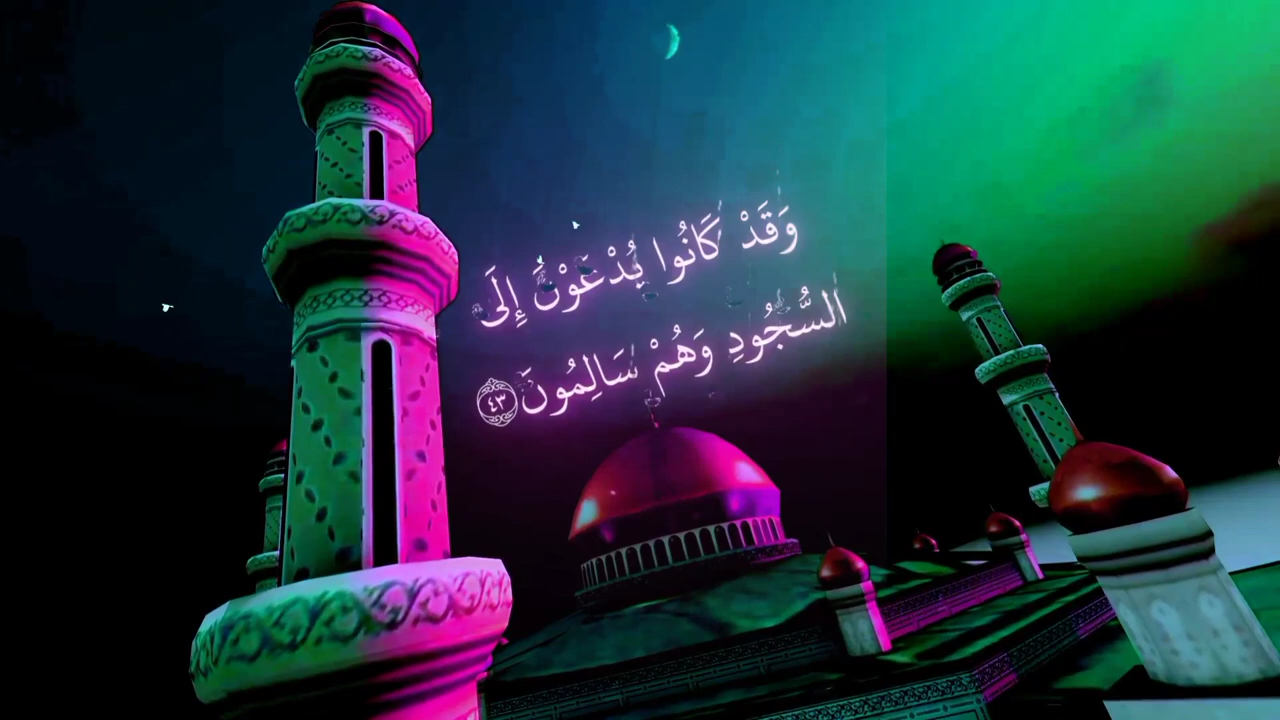 وَقَدْ كَانُوا يُدْعَوْنَ إِلَى
السُّجُودِ وَهُمْ سَالِمُونَ ٤٣